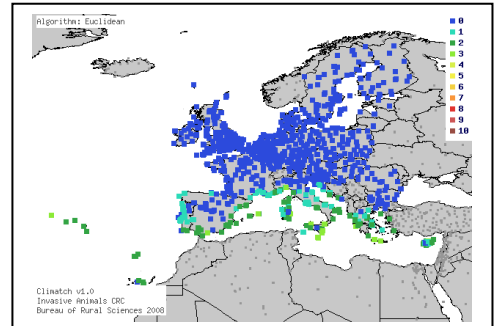 Algorithm: Euclidean
0
1
2
3
4
5
6
7
8
9
10
Climatch v1.0
Invasive Animals CRC
Bureau of Rural Sciences 2008